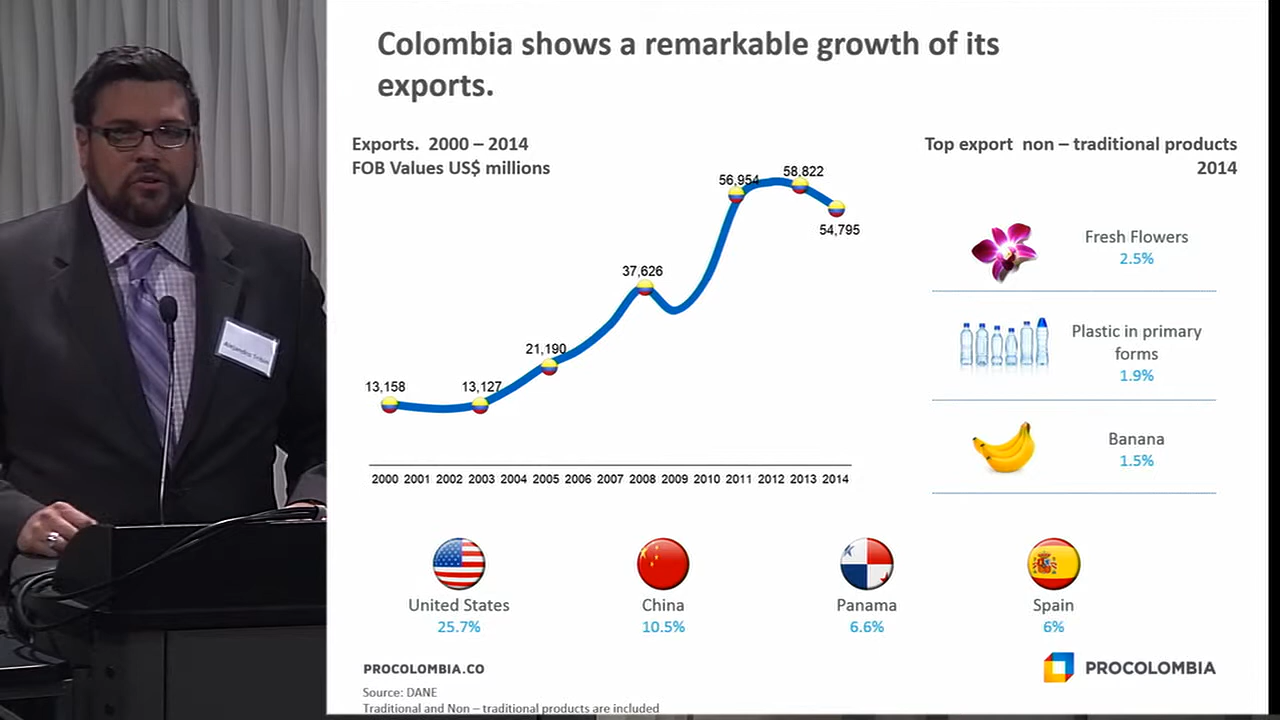 Colombia shows a remarkable growth of its
exports.
Exports. 2000 – 2014
FOB Values US$ millions
13,158
13,127
21,190
37,626
56,954
58,822
54,795
2000 2001 2002 2003 2004 2005 2006 2007 2008 2009 2010 2011 2012 2013 2014
Top export non – traditional products
2014
Fresh Flowers
2.5%
Plastic in primary
forms
1.9%
Banana
1.5%
United States
25.7%
China
10.5%
Panama
6.6%
Spain
6%
PROCOLOMBIA.CO
Source: DANE
Traditional and Non – traditional products are included
PROCOLOMBIA
Alejandro